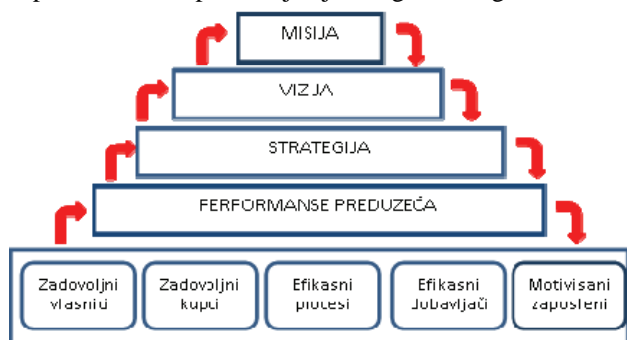 MISIJA
VIZIJA
STRATEGIJA
PERFORMANSE PREDUZEĆA
Zadovoljni
vlasnici
Zadovoljni
kupci
Efikasni
procesi
Efikasni
dobavljači
Motivisani
zaposleni